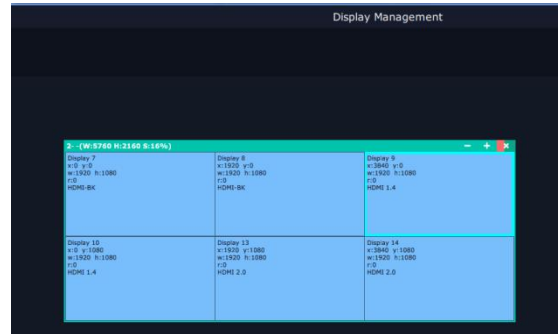 Display Management
2- -(W:5760 H:2160 S:16%)
Display 7
x:0 y:0
w:1920 h:1080
r:0
HDMI-BK
Display 8
x:1920 y:0
w:1920 h:1080
r:0
HDMI-BK
Display 9
x:3840 y:0
w:1920 h:1080
r:0
HDMI 1.4
Display 10
x:0 y:1080
w:1920 h:1080
r:0
HDMI 1.4
Display 13
x:1920 y:1080
w:1920 h:1080
r:0
HDMI 2.0
Display 14
x:3840 y:1080
w:1920 h:1080
r:0
HDMI 2.0